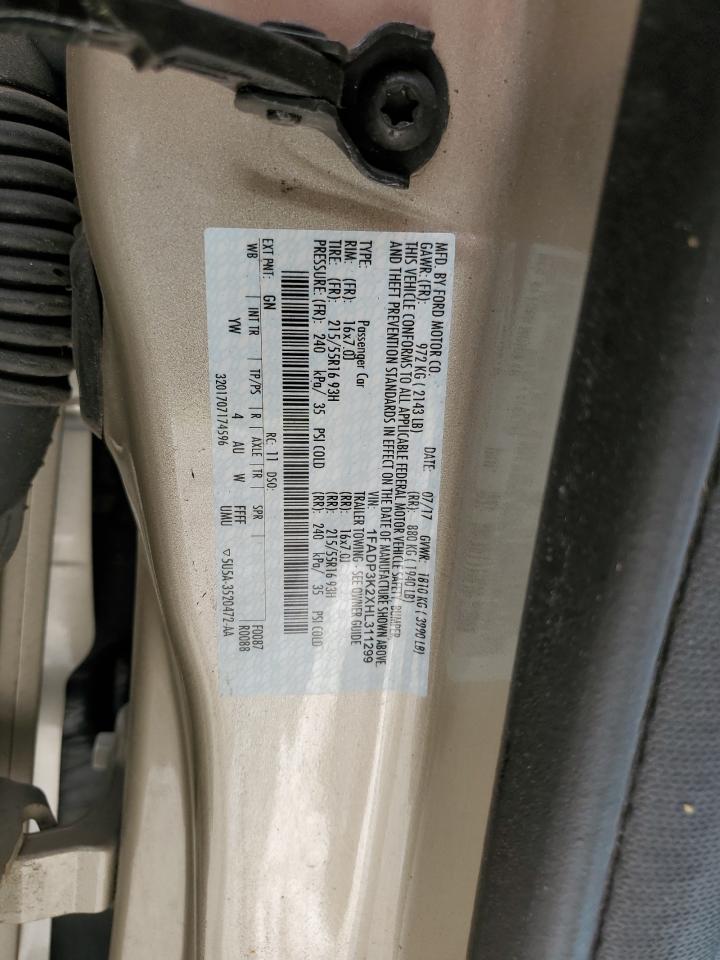 MFD. BY FORD MOTOR CO.
DATE: 07/17 GVWR: 1810 KG ( 3990 LB)
GAWR: (FR): 972 KG ( 2143 LB) (RR): 880 KG ( 1940 LB)
THIS VEHICLE CONFORMS TO ALL APPLICABLE FEDERAL MOTOR VEHICLE SAFETY, BUMPER,
AND THEFT PREVENTION STANDARDS IN EFFECT ON THE DATE OF MANUFACTURE SHOWN ABOVE.
VIN: 1FADP3K2XHL311299
TYPE: Passenger Car TRAILER TOWING - SEE OWNER GUIDE
RIM: (FR): 16x7.0J (RR): 16x7.0J
TIRE: (FR): 215/55R16 93H (RR): 215/55R16 93H
PRESSURE: (FR): 240 kPa/ 35 PSI COLD (RR): 240 kPa/ 35 PSI COLD
EXT PNT: GN RC: 11 DSO: F0087
WB INT TR TP/PS R AXLE TR SPR R0088
YW 4 AU W FFFF UMU
3201707174596 ▽ 5U5A-3520472-AA